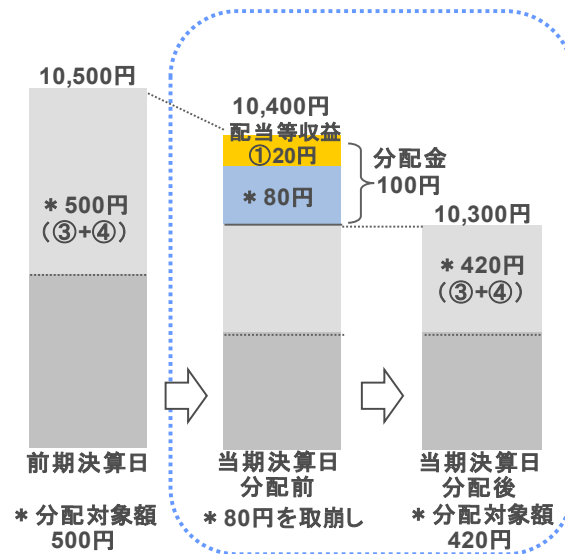 10,500円
＊500円
（③+④）
前期決算日
＊分配対象額
500円
10,400円
配当等収益
①20円
＊80円
分配金
100円
当期決算日
分配前
＊80円を取崩し
10,300円
＊420円
（③+④）
当期決算日
分配後
＊分配対象額
420円